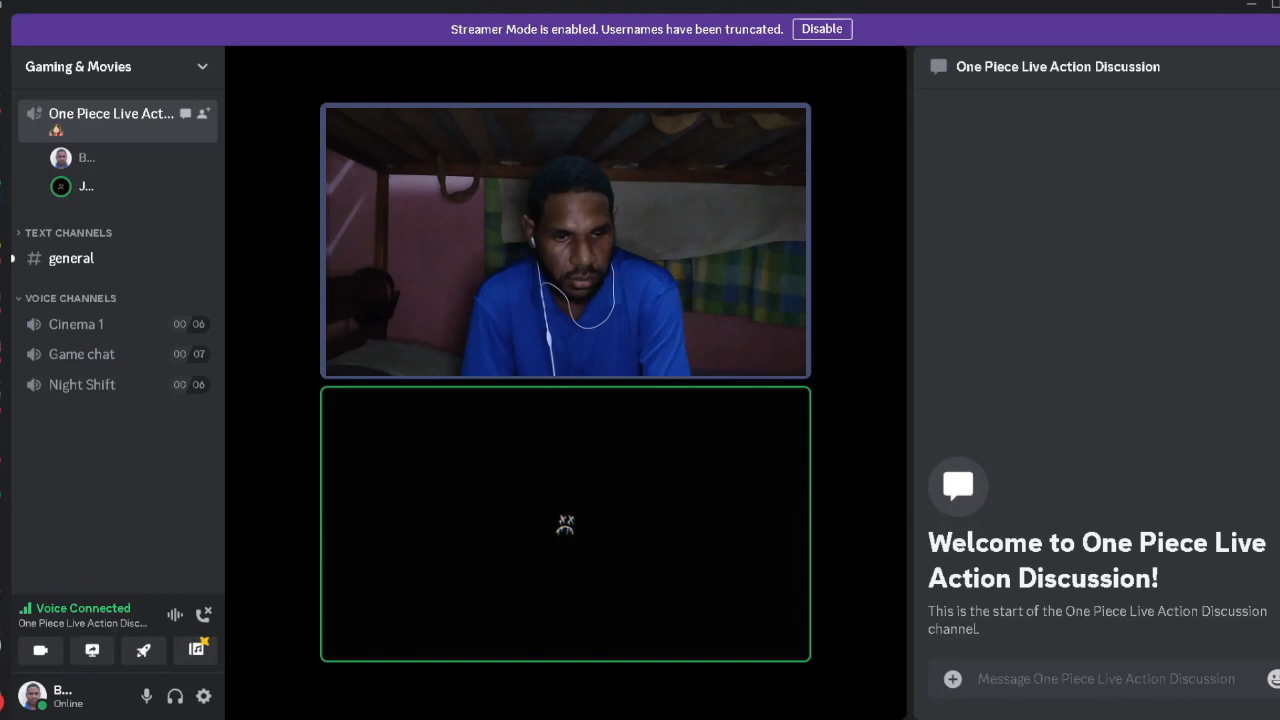 Streamer Mode is enabled. Usernames have been truncated. Disable
Gaming & Movies
One Piece Live Act...
B...
J...
TEXT CHANNELS
# general
VOICE CHANNELS
Cinema 1 00 06
Game chat 00 07
Night Shift 00 06
Voice Connected
One Piece Live Action Disc...
B...
Online
One Piece Live Action Discussion
Welcome to One Piece Live
Action Discussion!
This is the start of the One Piece Live Action Discussion
channel.
Message One Piece Live Action Discussion